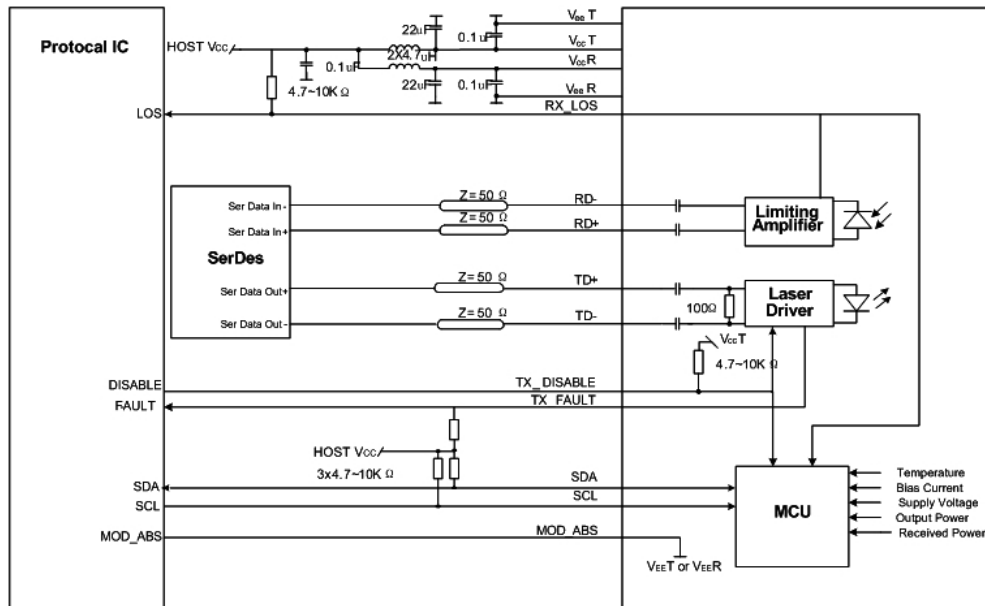 Protocal IC
HOST Vcc
22uF
0.1uF
Vee T
Vcc T
2X4.7uH
Vcc R
0.1uF
4.7~10K Ω
22uF
0.1uF
Vee R
LOS
RX_LOS
Ser Data In-
Z= 50 Ω
RD-
Limiting
Amplifier
Ser Data In+
Z= 50 Ω
RD+
SerDes
Ser Data Out+
Z= 50 Ω
TD+
100Ω
Laser
Driver
Ser Data Out-
Z= 50 Ω
TD-
VccT
4.7~10K Ω
DISABLE
TX_DISABLE
FAULT
TX_FAULT
HOST Vcc
3x4.7~10K Ω
SDA
SDA
SCL
SCL
MCU
Temperature
Bias Current
Supply Voltage
Output Power
Received Power
MOD_ABS
MOD_ABS
VEET or VEER